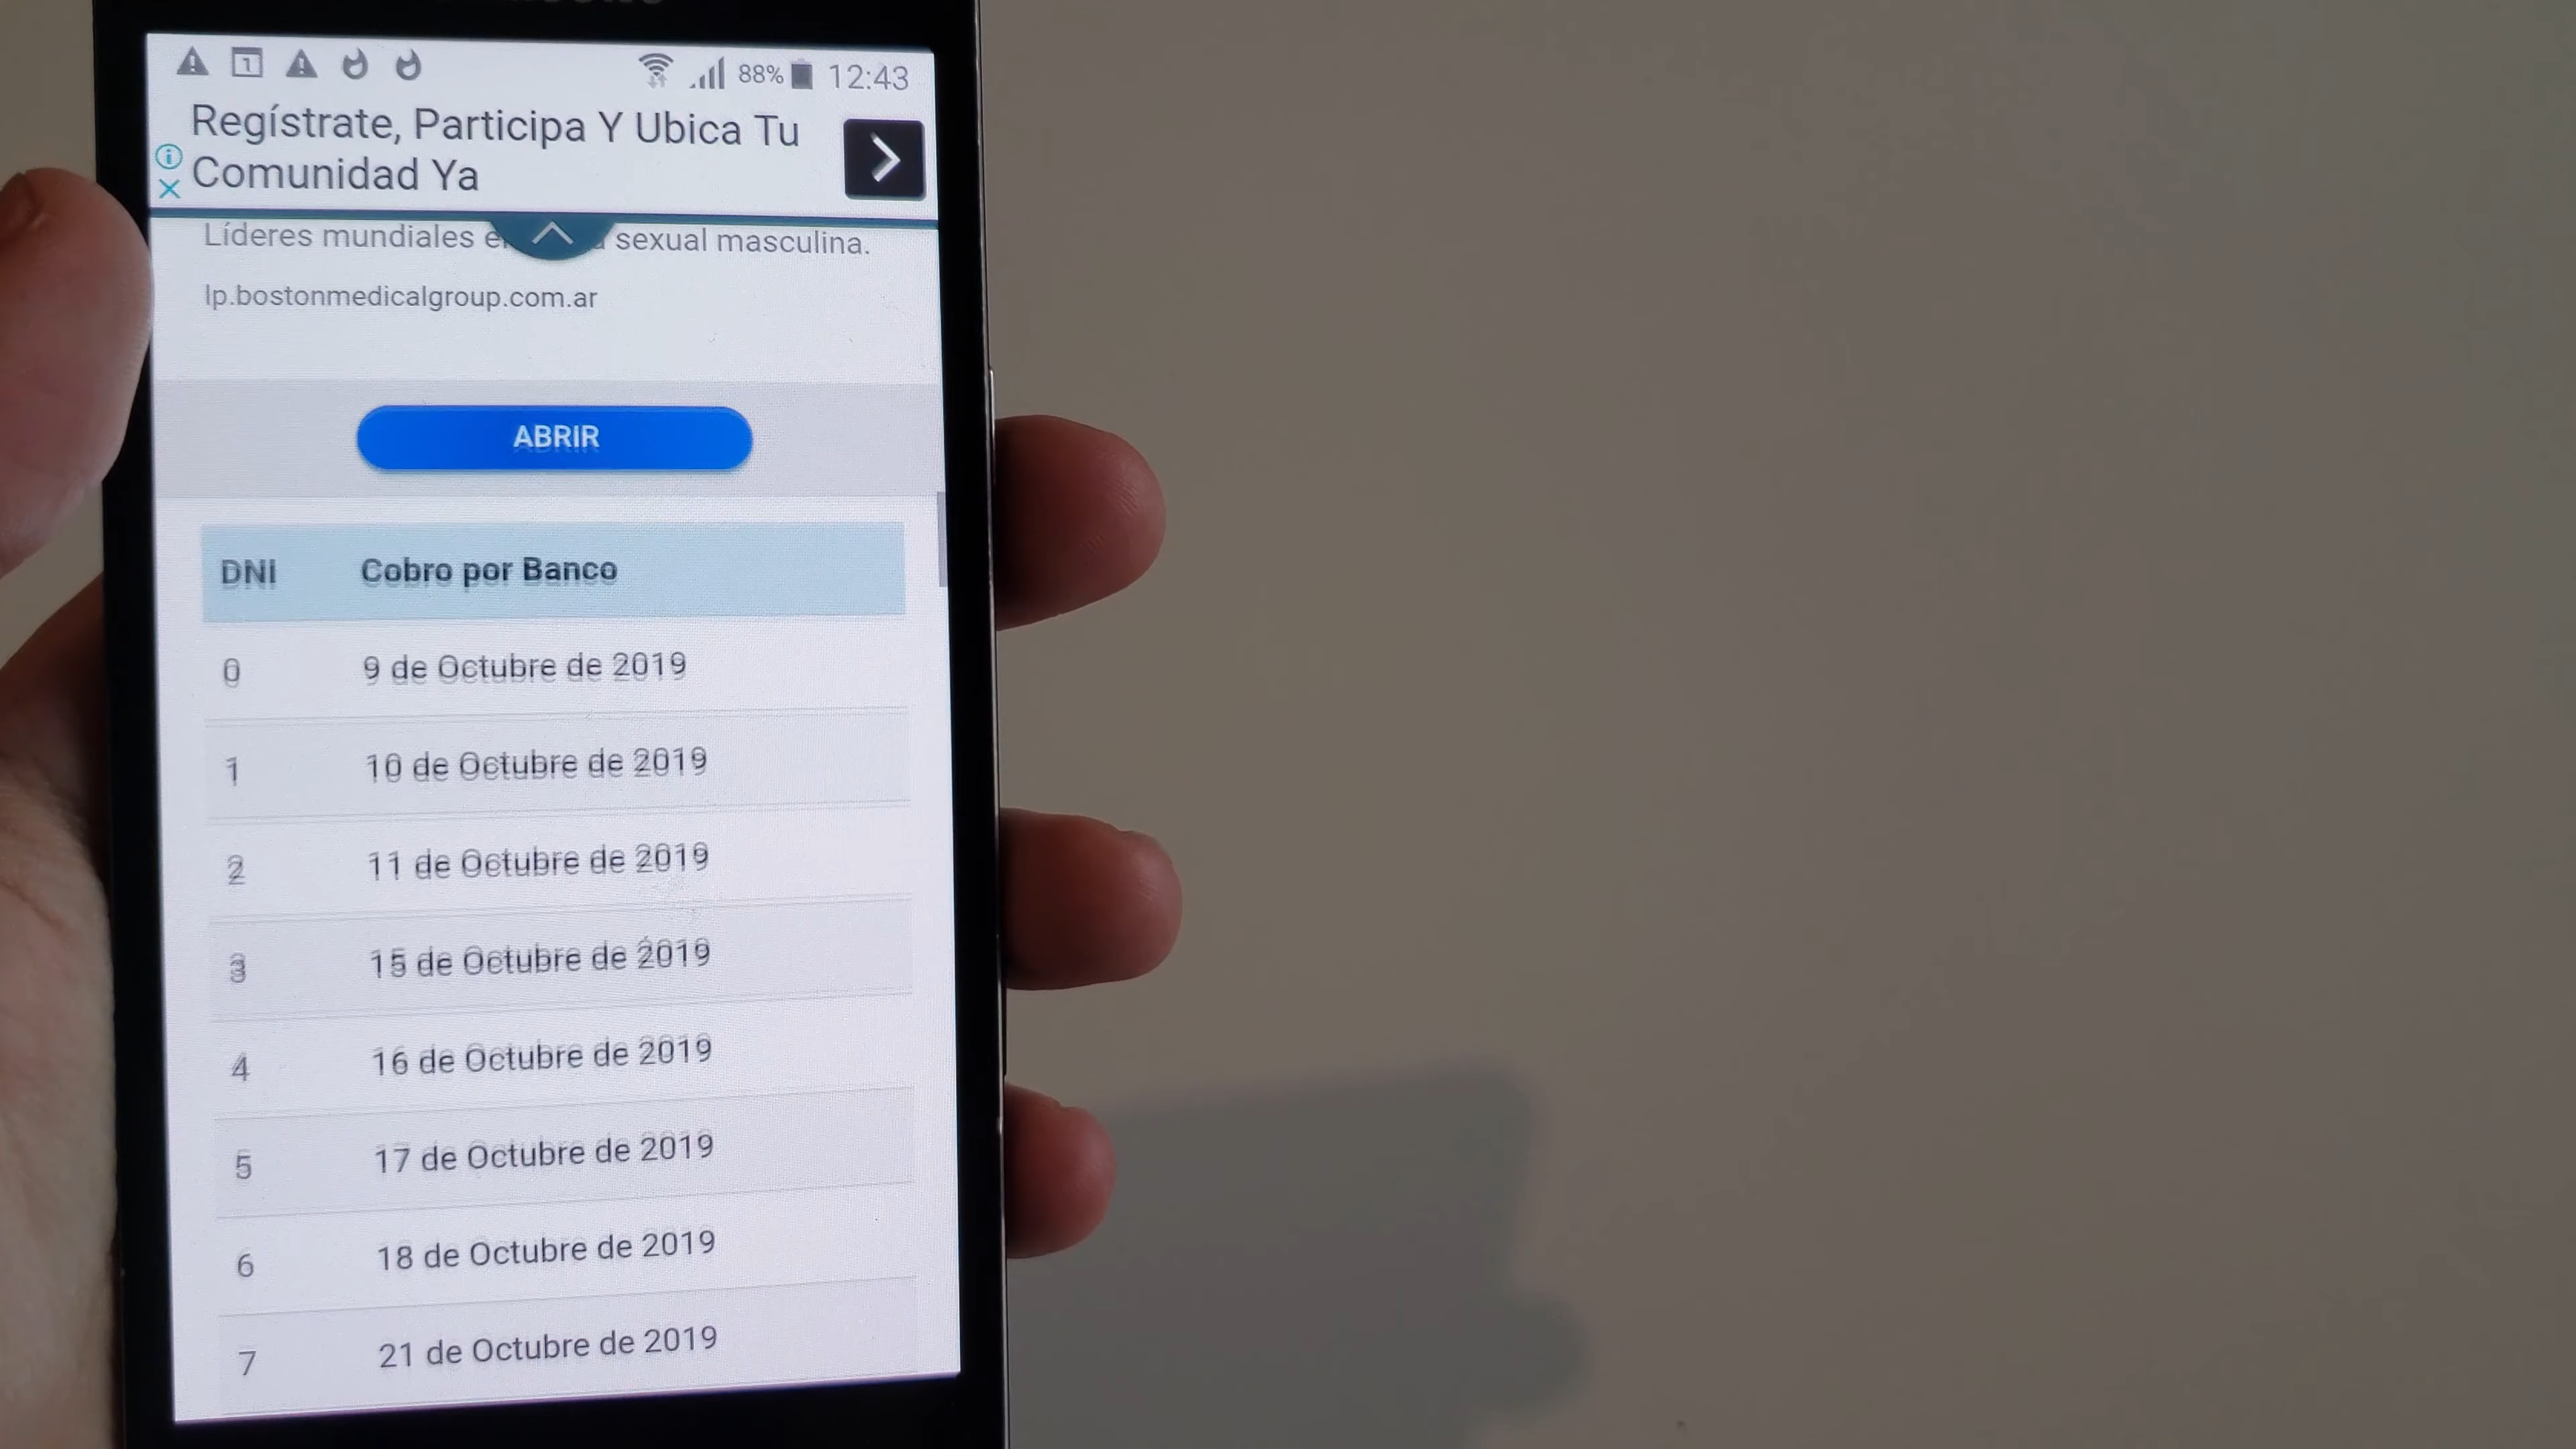 1 88% 12:43
Regístrate, Participa Y Ubica Tu
Comunidad Ya
Líderes mundiales sexual masculina.
lp.bostonmedicalgroup.com.ar
ABRIR
DNI Cobro por Banco
0 9 de Octubre de 2019
1 10 de Octubre de 2019
2 11 de Octubre de 2019
3 15 de Octubre de 2019
4 16 de Octubre de 2019
5 17 de Octubre de 2019
6 18 de Octubre de 2019
7 21 de Octubre de 2019